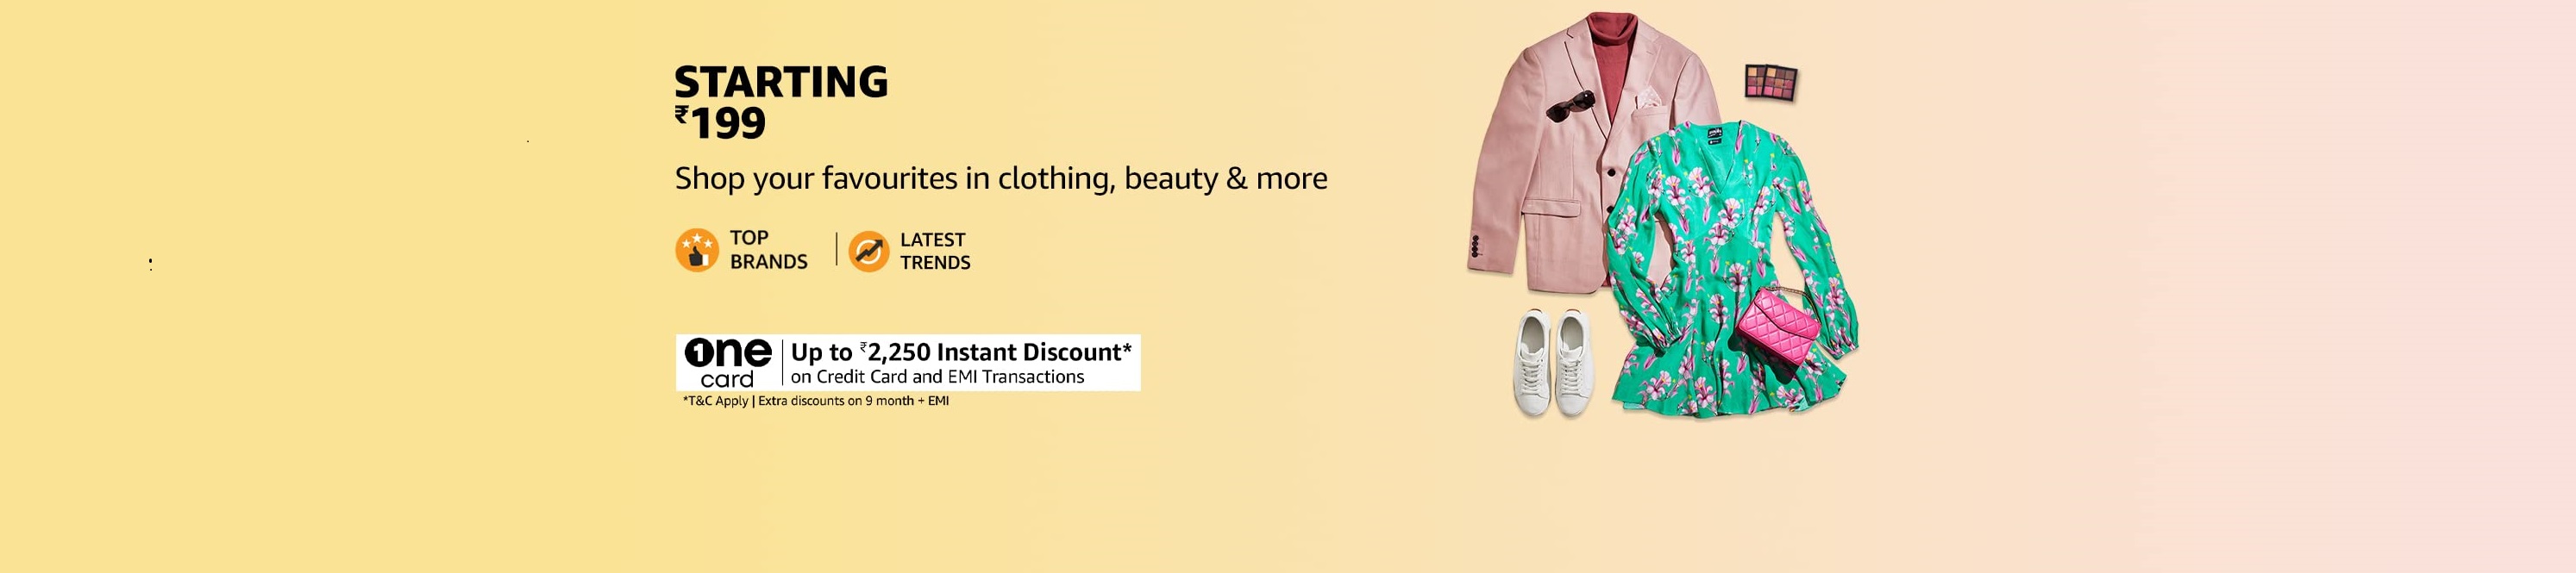 STARTING
₹199
Shop your favourites in clothing, beauty & more
TOP
BRANDS
LATEST
TRENDS
one
card
Up to ₹2,250 Instant Discount*
on Credit Card and EMI Transactions
*T&C Apply | Extra discounts on 9 month + EMI